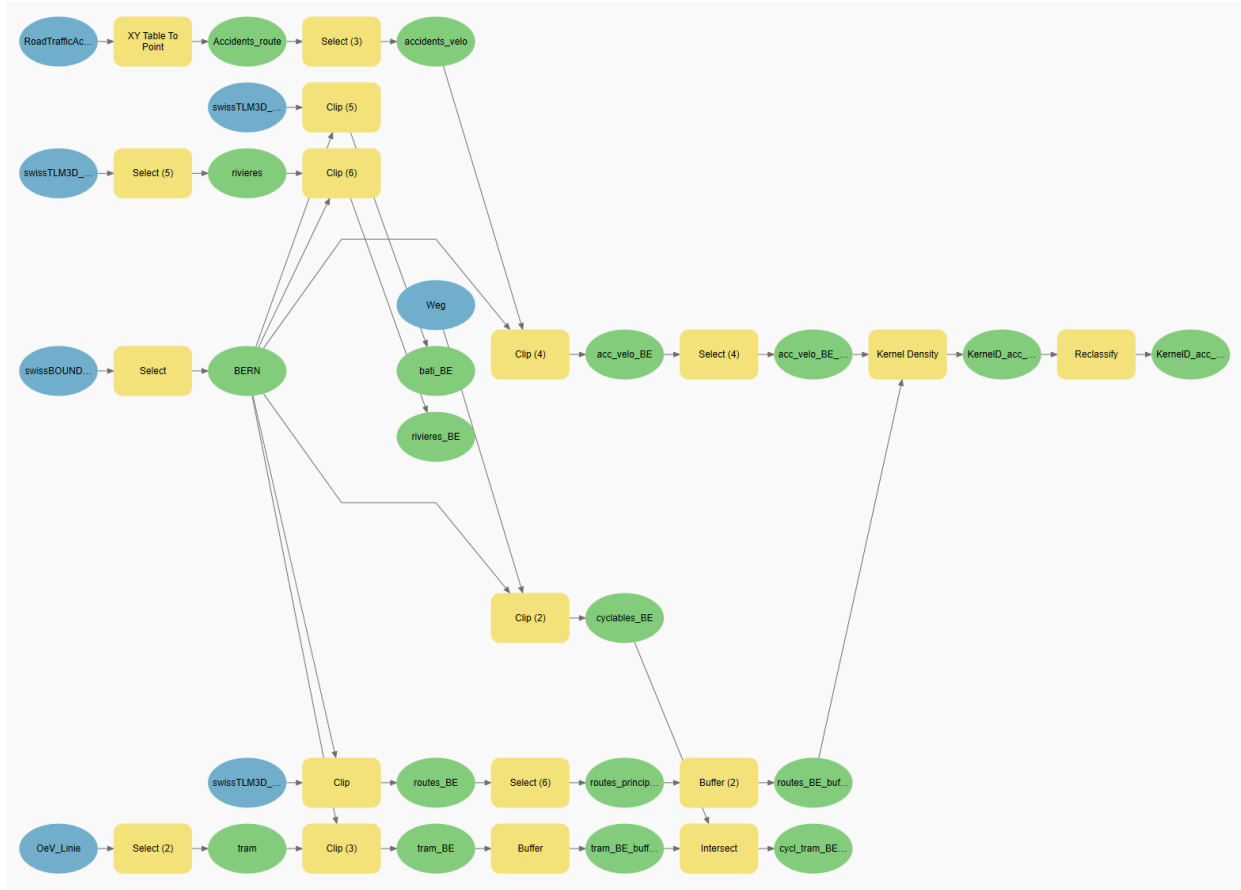 RoadTrafficAc...
XY Table To
Point
Accidents_route
Select (3)
accidents_velo
swissTLM3D_...
Clip (5)
swissTLM3D_...
Select (5)
rivieres
Clip (6)
Weg
Clip (4)
acc_velo_BE
Select (4)
acc_velo_BE_...
Kernel Density
KernelD_acc_...
Reclassify
KernelD_acc_...
swissBOUND...
Select
BERN
bati_BE
rivieres_BE
Clip (2)
cyclables_BE
swissTLM3D_...
Clip
routes_BE
Select (6)
routes_princip...
Buffer (2)
routes_BE_buf...
OeV_Linie
Select (2)
tram
Clip (3)
tram_BE
Buffer
tram_BE_buff...
Intersect
cycl_tram_BE...